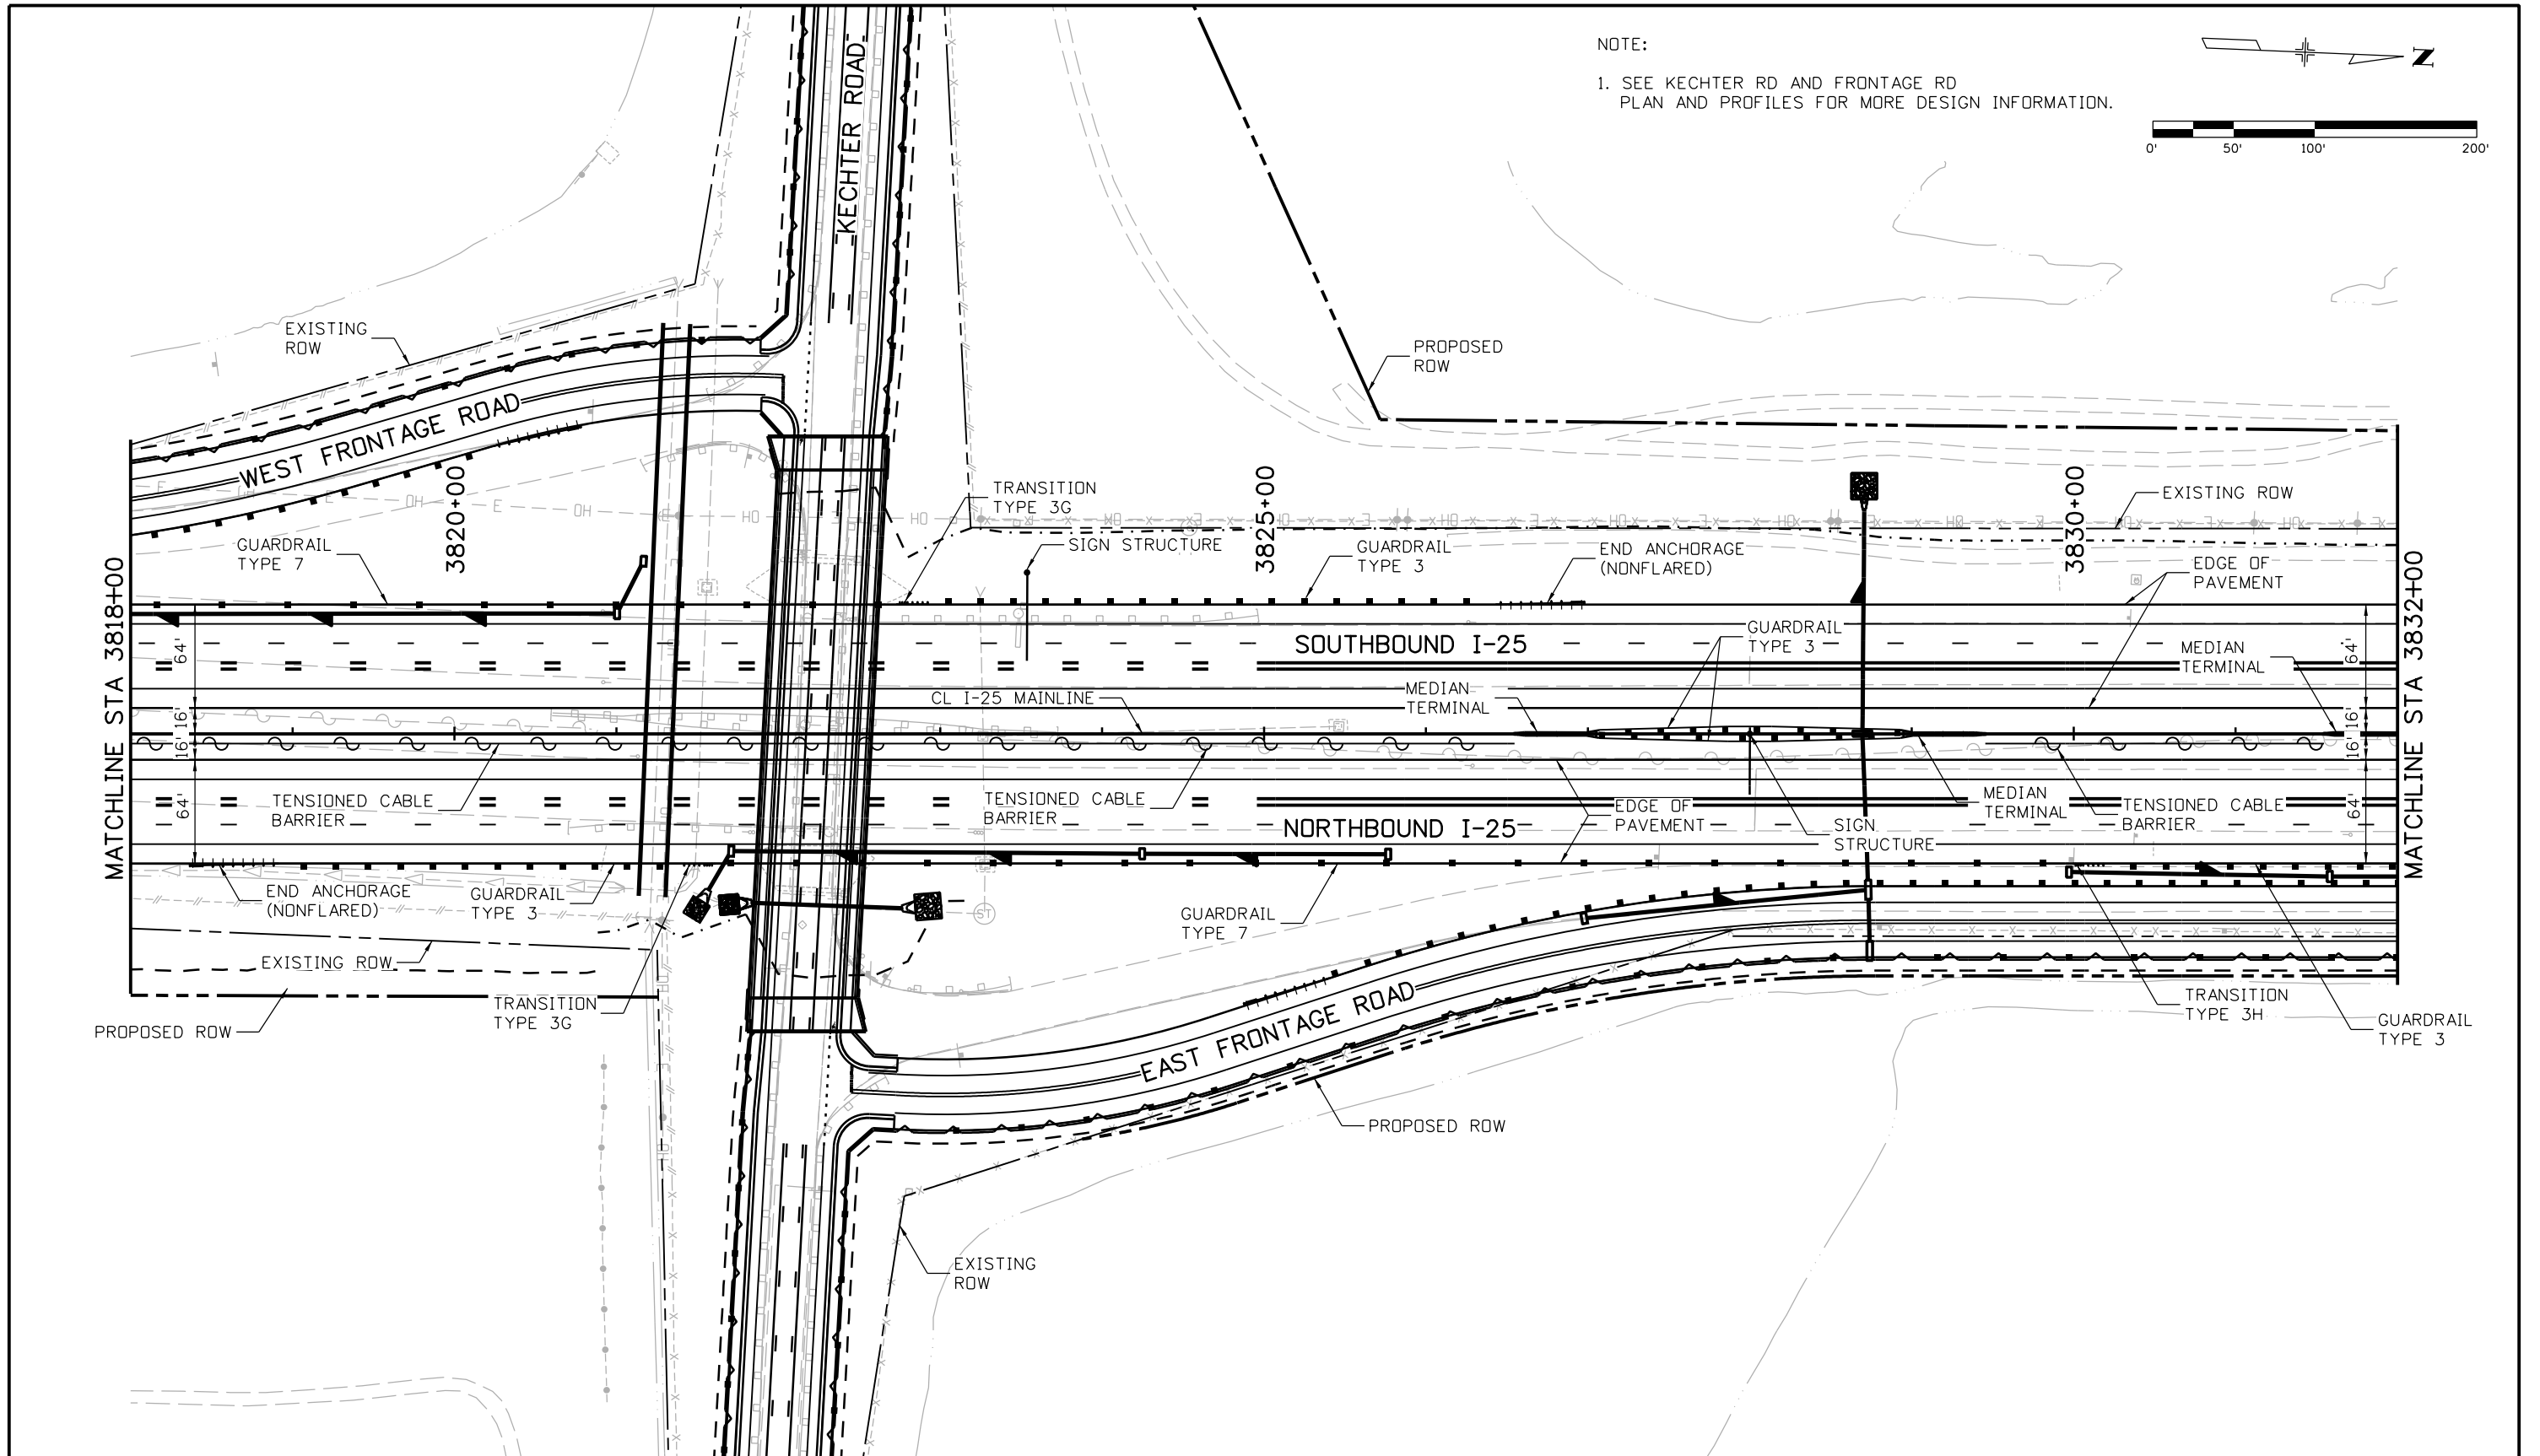 KECHTER ROAD
NOTE:
1. SEE KECHTER RD AND FRONTAGE RD
PLAN AND PROFILES FOR MORE DESIGN INFORMATION.
N
0'
50'
100'
200'
EXISTING
ROW
PROPOSED
ROW
WEST FRONTAGE ROAD
3820+00
3825+00
3830+00
TRANSITION
TYPE 3G
EXISTING ROW
GUARDRAIL
TYPE 7
SIGN STRUCTURE
GUARDRAIL
TYPE 3
END ANCHORAGE
(NONFLARED)
EDGE OF
PAVEMENT
MATCHLINE STA 3818+00
MATCHLINE STA 3832+00
SOUTHBOUND I-25
GUARDRAIL
TYPE 3
MEDIAN
TERMINAL
64'
64'
CL I-25 MAINLINE
MEDIAN
TERMINAL
16'
16'
16'
16'
TENSIONED CABLE
BARRIER
TENSIONED CABLE
BARRIER
EDGE OF
PAVEMENT
MEDIAN
TERMINAL
TENSIONED CABLE
BARRIER
64'
64'
NORTHBOUND I-25
SIGN
STRUCTURE
END ANCHORAGE
(NONFLARED)
GUARDRAIL
TYPE 3
GUARDRAIL
TYPE 7
ST
EXISTING ROW
TRANSITION
TYPE 3G
PROPOSED ROW
EAST FRONTAGE ROAD
TRANSITION
TYPE 3H
GUARDRAIL
TYPE 3
PROPOSED ROW
EXISTING
ROW